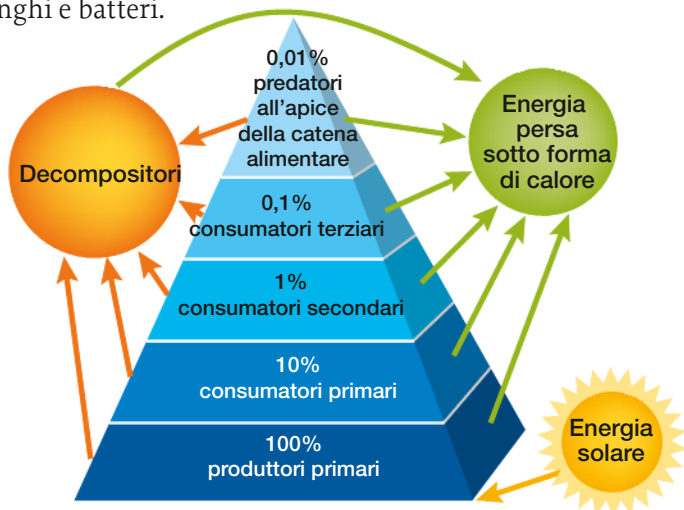 nghi e batteri.
0,01%
predatori
all'apice
della catena
alimentare
Energia
persa
sotto forma
di calore
Decompositori
0,1%
consumatori terziari
1%
consumatori secondari
10%
consumatori primari
100%
produttori primari
Energia
solare